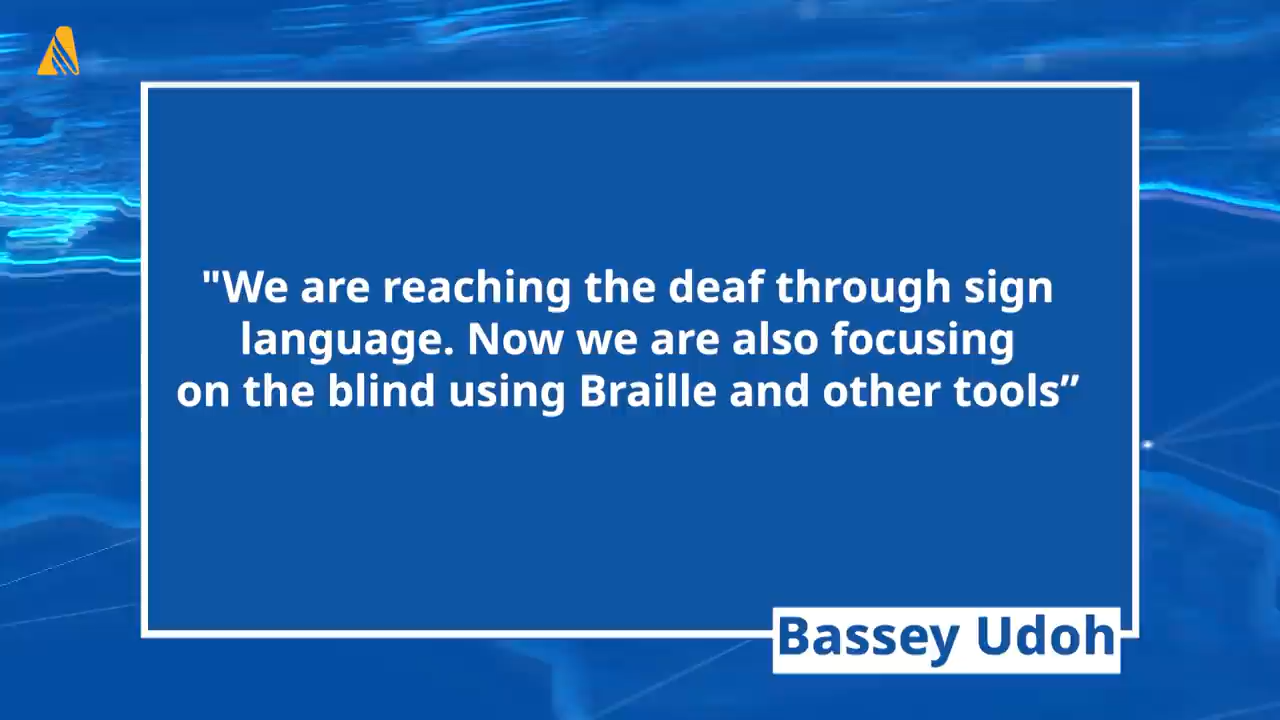 "We are reaching the deaf through sign
language. Now we are also focusing
on the blind using Braille and other tools”
Bassey Udoh